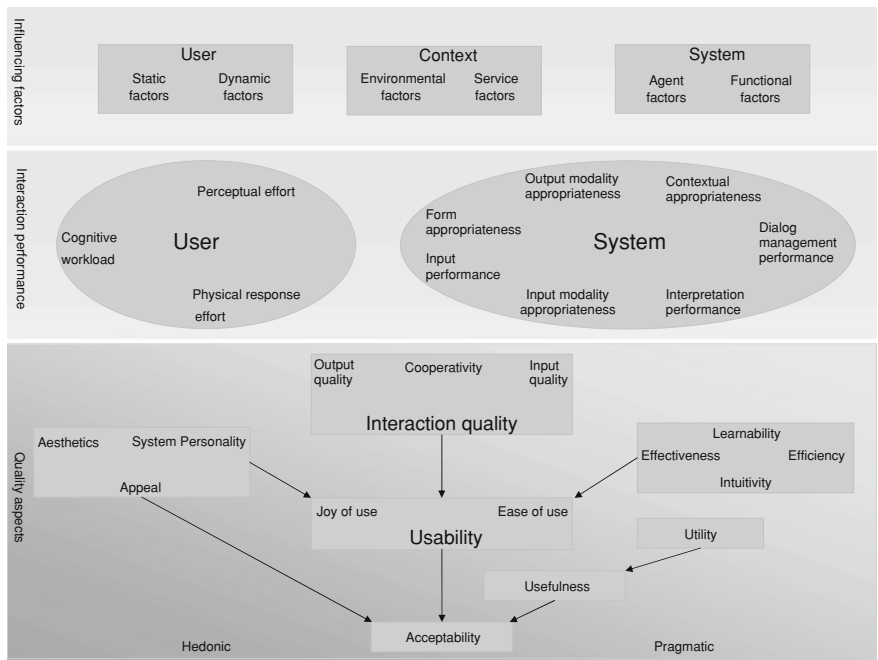 Influencing factors
User
Static
factors
Dynamic
factors
Context
Environmental
factors
Service
factors
System
Agent
factors
Functional
factors
Interaction performance
Perceptual effort
Cognitive
workload
User
Physical response
effort
Output modality
appropriateness
Contextual
appropriateness
Form
appropriateness
System
Dialog
management
performance
Input
performance
Input modality
appropriateness
Interpretation
performance
Quality aspects
Output
quality
Cooperativity
Input
quality
Interaction quality
Aesthetics
System Personality
Appeal
Learnability
Effectiveness
Efficiency
Intuitivity
Joy of use
Ease of use
Usability
Utility
Usefulness
Acceptability
Hedonic
Pragmatic